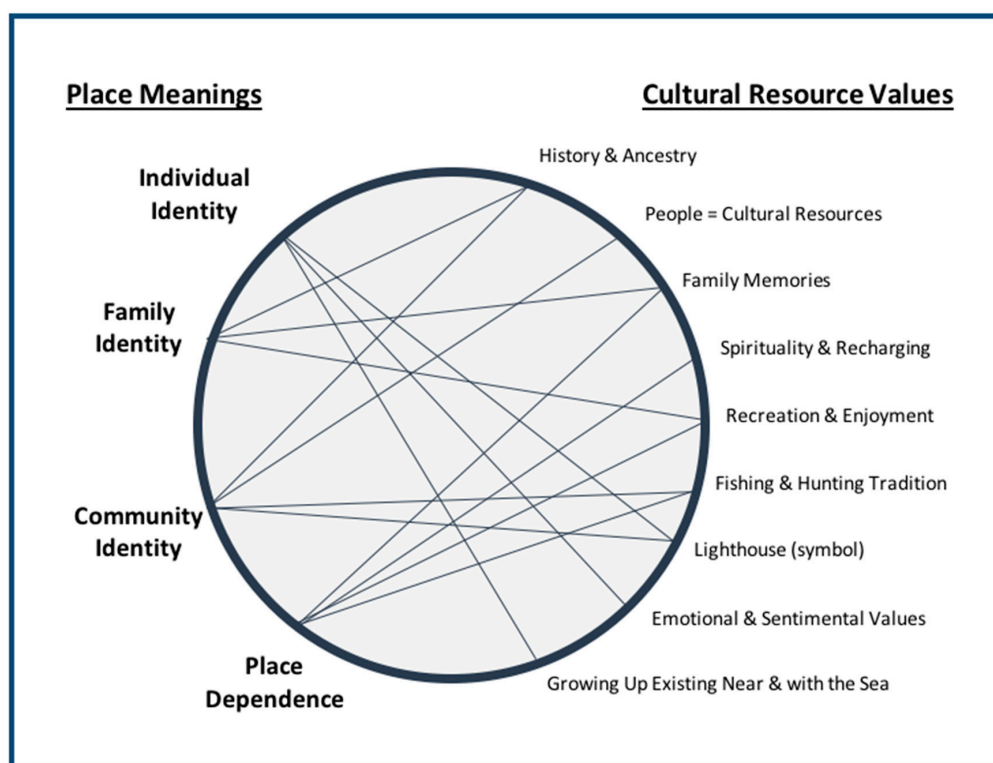 Place Meanings
Cultural Resource Values
Individual
Identity
Family
Identity
Community
Identity
Place
Dependence
History & Ancestry
People = Cultural Resources
Family Memories
Spirituality & Recharging
Recreation & Enjoyment
Fishing & Hunting Tradition
Lighthouse (symbol)
Emotional & Sentimental Values
Growing Up Existing Near & with the Sea